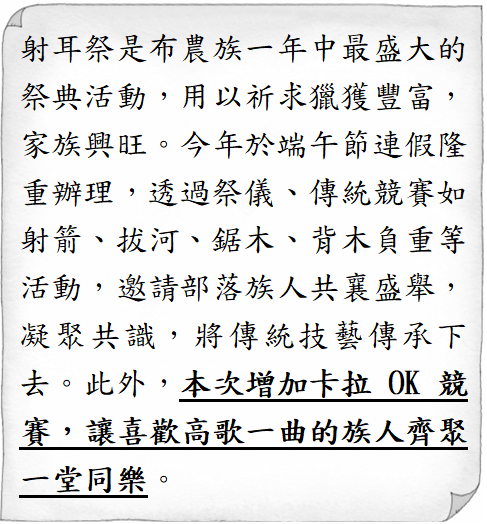 射耳祭是布農族一年中最盛大的
祭典活動，用以祈求獵獲豐富，
家族興旺。今年於端午節連假隆
重辦理，透過祭儀、傳統競賽如
射箭、拔河、鋸木、背木負重等
活動，邀請部落族人共襄盛舉，
凝聚共識，將傳統技藝傳承下
去。此外，本次增加卡拉 OK 競
賽，讓喜歡高歌一曲的族人齊聚
一堂同樂。